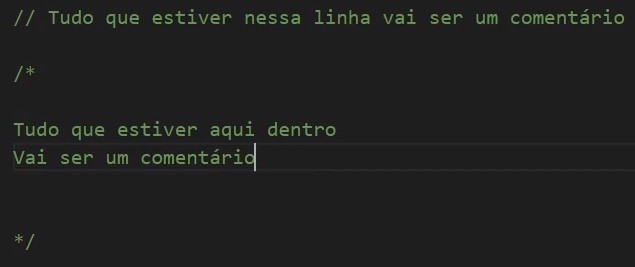 // Tudo que estiver nessa linha vai ser um comentário
/*
Tudo que estiver aqui dentro
Vai ser um comentário
*/